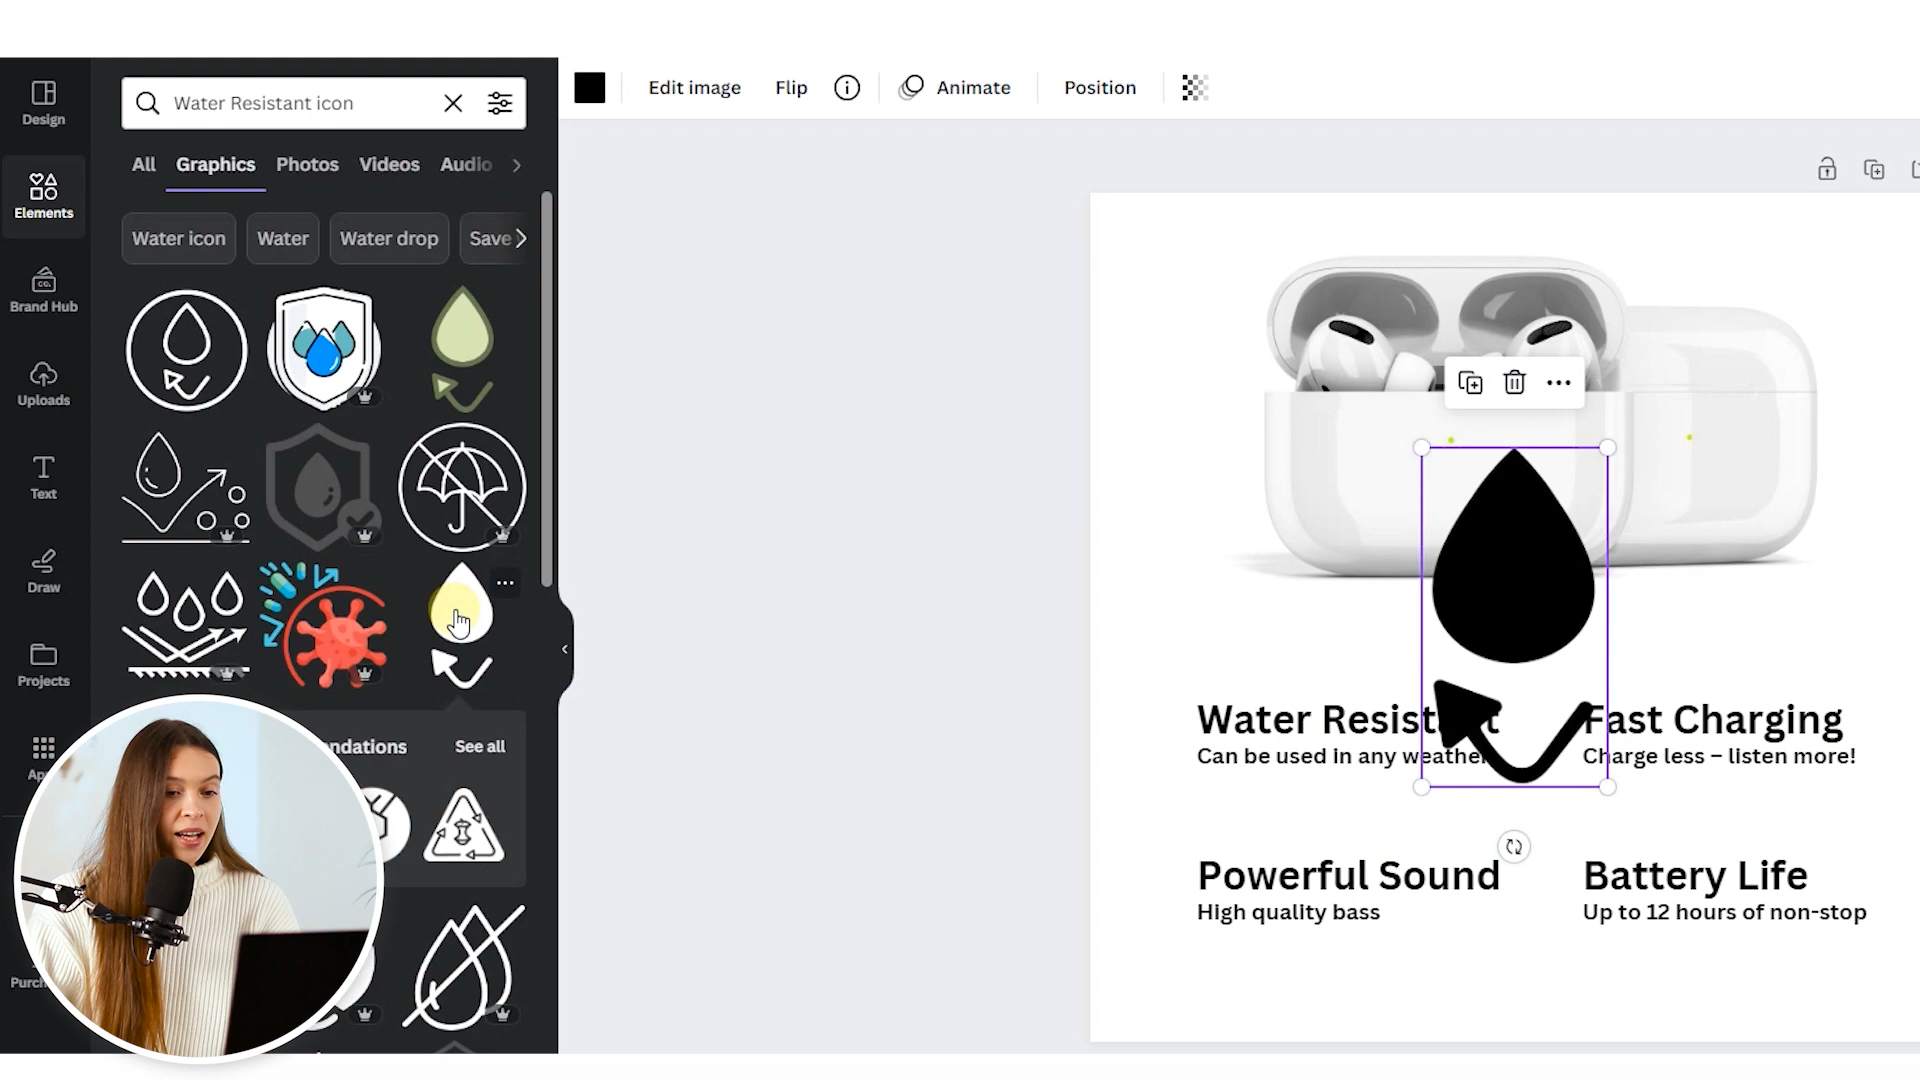 Edit image
Flip
Animate
Position
Water Resistant icon
Design
Elements
Brand Hub
CO.
Uploads
Text
Draw
Projects
All
Graphics
Photos
Videos
Audio
Water icon
Water
Water drop
Save
See all
Water Resist
Can be used in any weather
Fast Charging
Charge less – listen more!
Powerful Sound
High quality bass
Battery Life
Up to 12 hours of non-stop